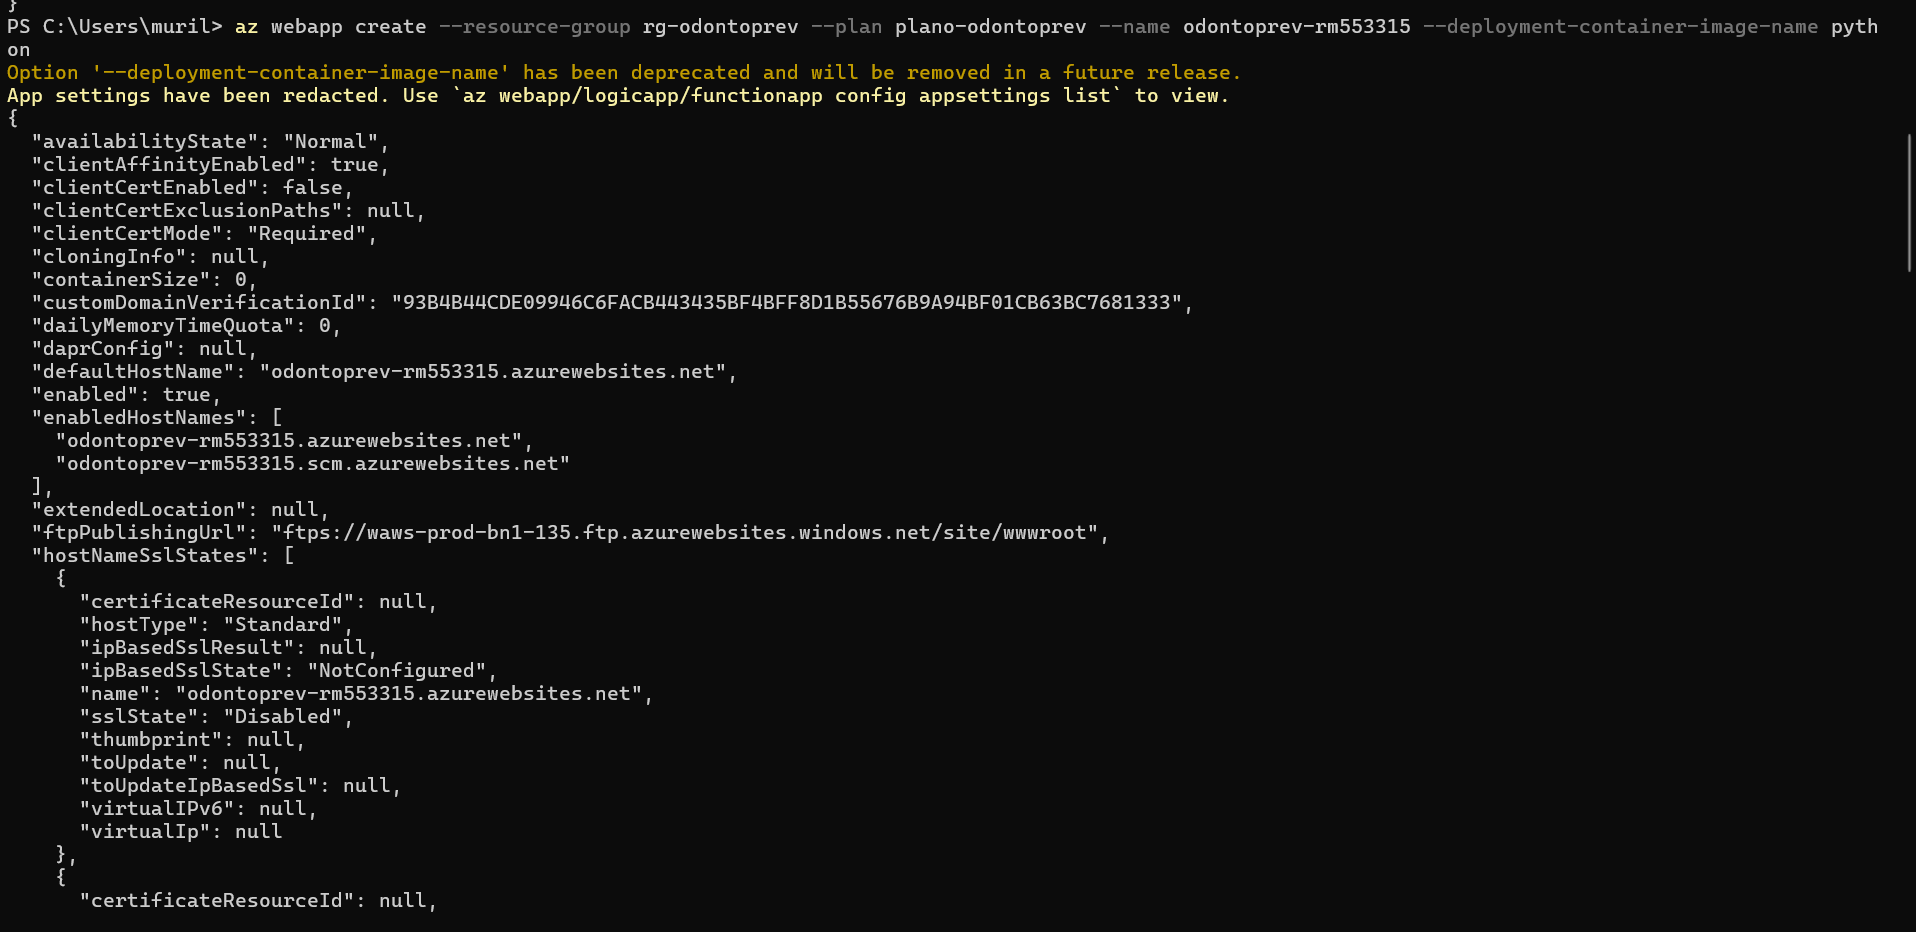 }
PS C:\Users\muril> az webapp create --resource-group rg-odontoprev --plan plano-odontoprev --name odontoprev-rm553315 --deployment-container-image-name pyth
on
Option '--deployment-container-image-name' has been deprecated and will be removed in a future release.
App settings have been redacted. Use `az webapp/logicapp/functionapp config appsettings list` to view.
{
  "availabilityState": "Normal",
  "clientAffinityEnabled": true,
  "clientCertEnabled": false,
  "clientCertExclusionPaths": null,
  "clientCertMode": "Required",
  "cloningInfo": null,
  "containerSize": 0,
  "customDomainVerificationId": "93B4B44CDE09946C6FACB443435BF4BFF8D1B55676B9A94BF01CB63BC7681333",
  "dailyMemoryTimeQuota": 0,
  "daprConfig": null,
  "defaultHostName": "odontoprev-rm553315.azurewebsites.net",
  "enabled": true,
  "enabledHostNames": [
    "odontoprev-rm553315.azurewebsites.net",
    "odontoprev-rm553315.scm.azurewebsites.net"
  ],
  "extendedLocation": null,
  "ftpPublishingUrl": "ftps://waws-prod-bn1-135.ftp.azurewebsites.windows.net/site/wwwroot",
  "hostNameSslStates": [
    {
      "certificateResourceId": null,
      "hostType": "Standard",
      "ipBasedSslResult": null,
      "ipBasedSslState": "NotConfigured",
      "name": "odontoprev-rm553315.azurewebsites.net",
      "sslState": "Disabled",
      "thumbprint": null,
      "toUpdate": null,
      "toUpdateIpBasedSsl": null,
      "virtualIPv6": null,
      "virtualIp": null
    },
    {
      "certificateResourceId": null,